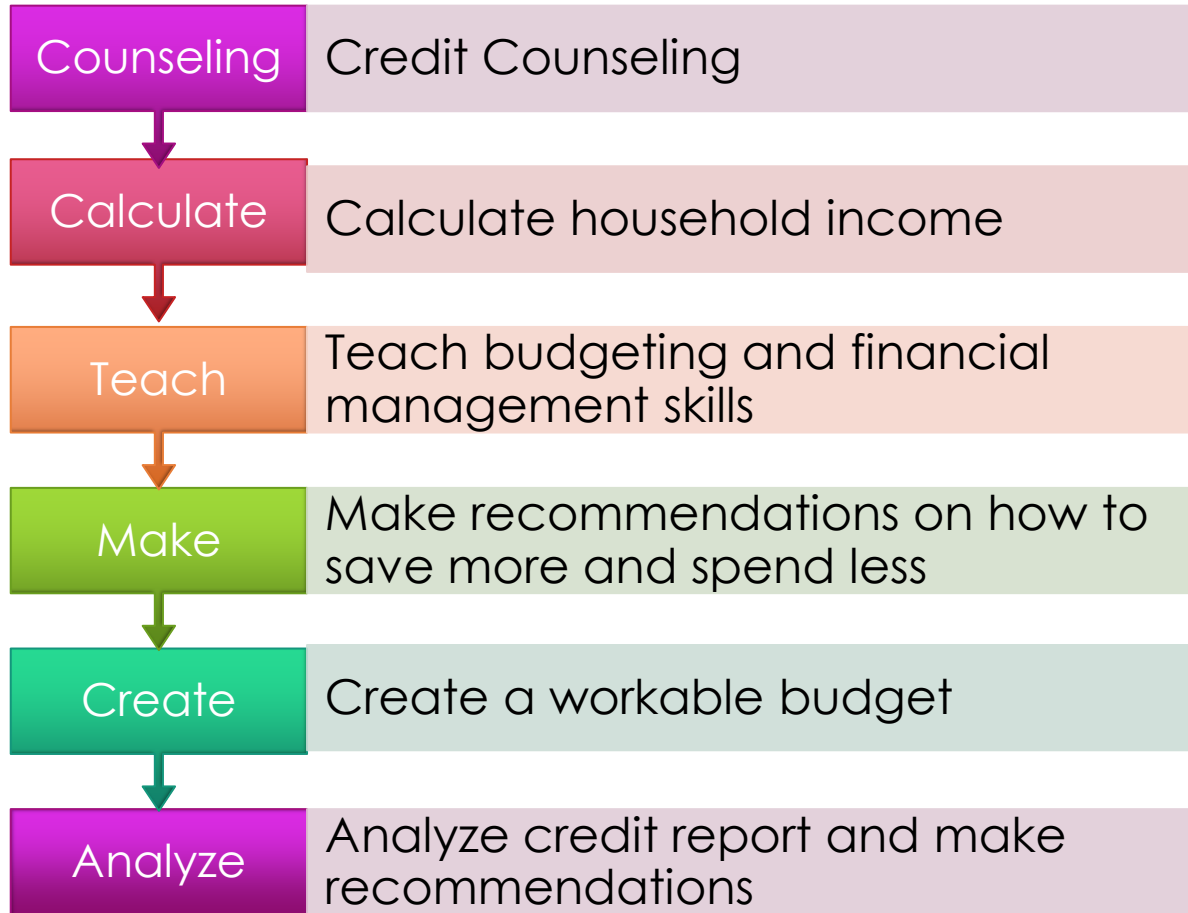 Counseling
Credit Counseling
Calculate
Calculate household income
Teach
Teach budgeting and financial
management skills
Make
Make recommendations on how to
save more and spend less
Create
Create a workable budget
Analyze
Analyze credit report and make
recommendations